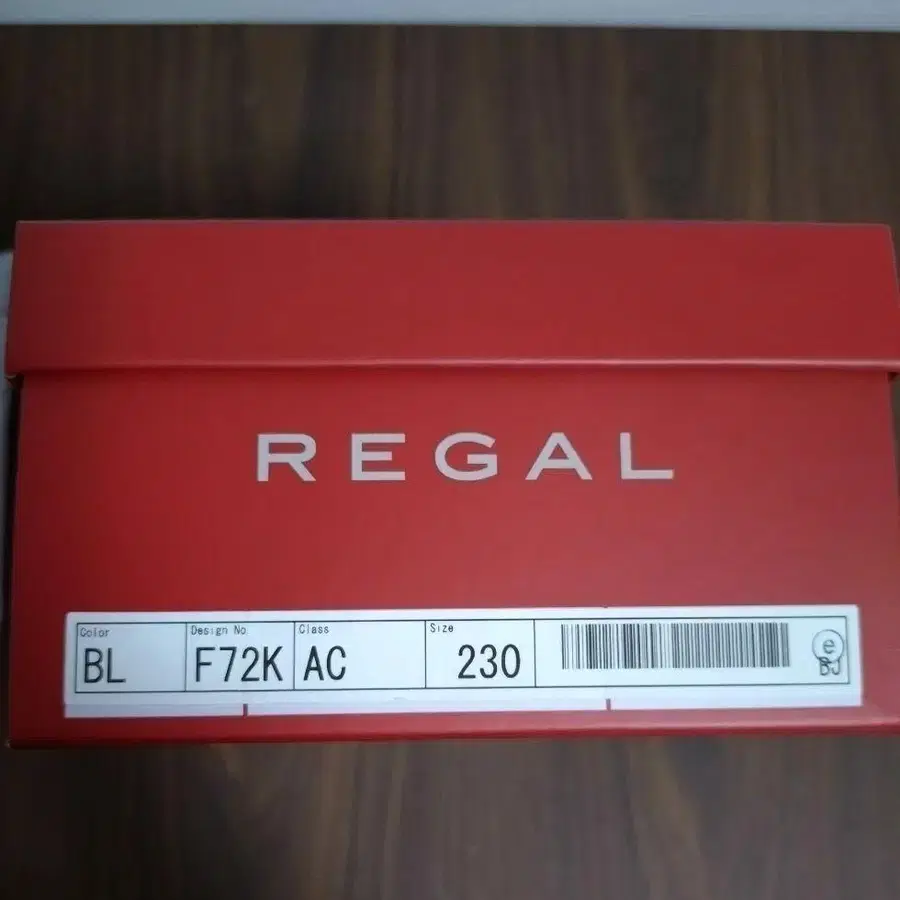 REGAL
Color Design No Class Size
BL F72K AC 230 e
BJ